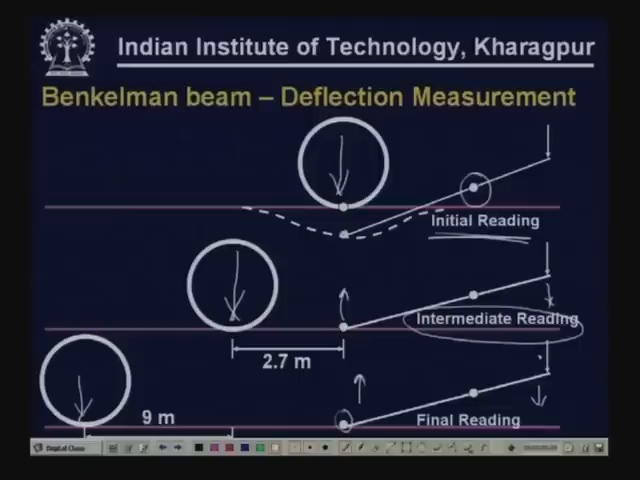 Indian Institute of Technology, Kharagpur
Benkelman beam – Deflection Measurement
Initial Reading
Intermediate Reading
2.7 m
9 m
Final Reading